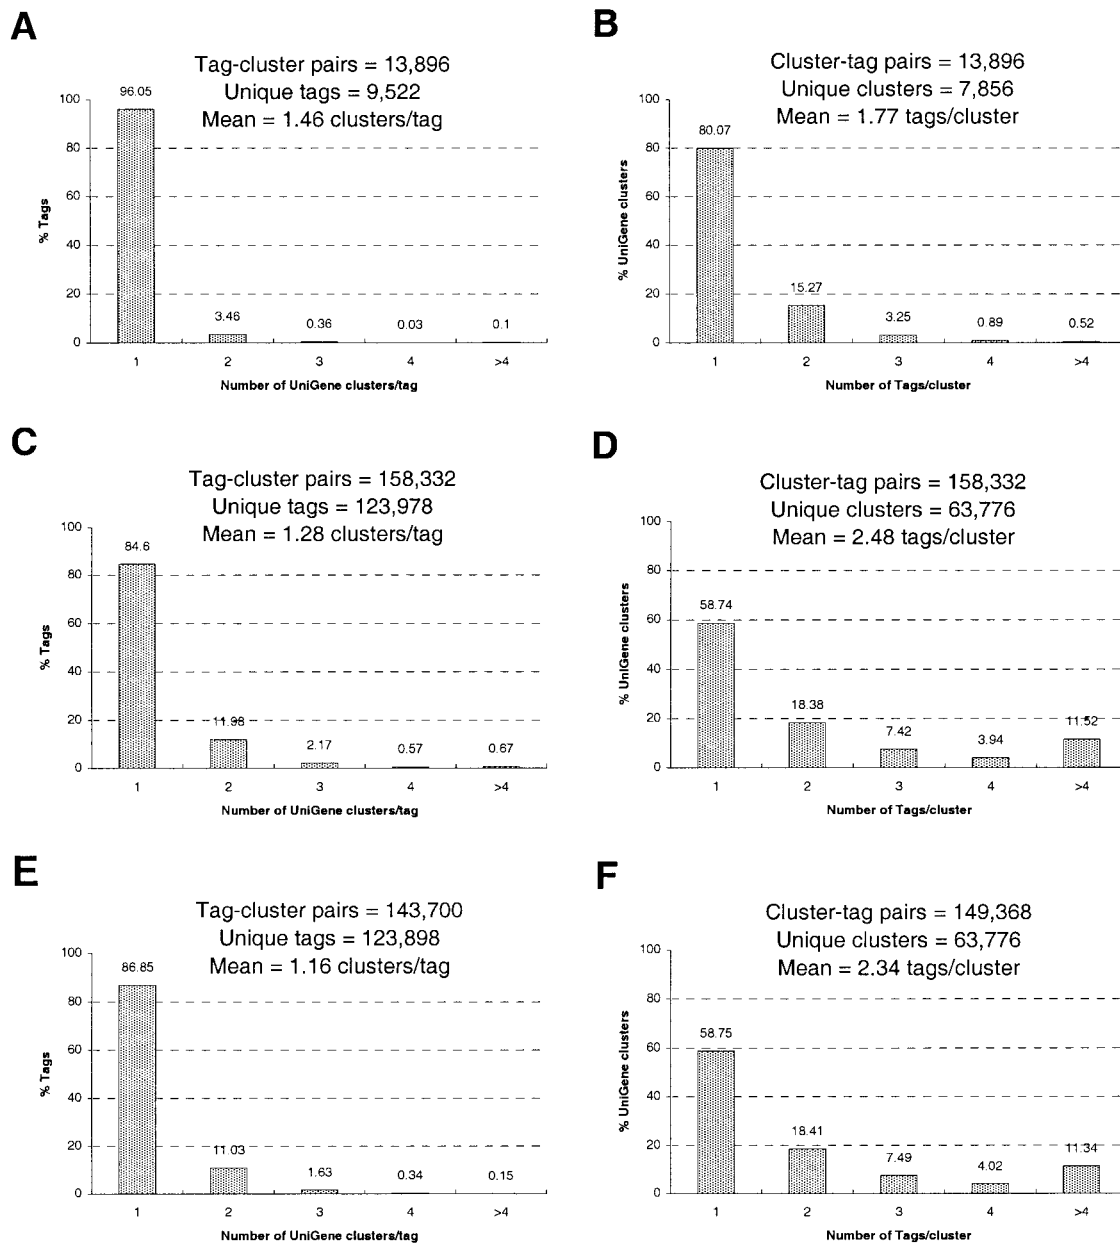 A
Tag-cluster pairs = 13,896
Unique tags = 9,522
Mean = 1.46 clusters/tag
100
80
60
40
20
0
% Tags
96.05
3.46
0.36
0.03
0.1
1
2
3
4
>4
Number of UniGene clusters/tag
B
Cluster-tag pairs = 13,896
Unique clusters = 7,856
Mean = 1.77 tags/cluster
100
80
60
40
20
0
% UniGene clusters
80.07
15.27
3.25
0.89
0.52
1
2
3
4
>4
Number of Tags/cluster
C
Tag-cluster pairs = 158,332
Unique tags = 123,978
Mean = 1.28 clusters/tag
100
80
60
40
20
0
% Tags
84.6
11.98
2.17
0.57
0.67
1
2
3
4
>4
Number of UniGene clusters/tag
D
Cluster-tag pairs = 158,332
Unique clusters = 63,776
Mean = 2.48 tags/cluster
100
80
60
40
20
0
% UniGene clusters
58.74
18.38
7.42
3.94
11.52
1
2
3
4
>4
Number of Tags/cluster
E
Tag-cluster pairs = 143,700
Unique tags = 123,898
Mean = 1.16 clusters/tag
100
80
60
40
20
0
% Tags
86.85
11.03
1.63
0.34
0.15
1
2
3
4
>4
Number of UniGene clusters/tag
F
Cluster-tag pairs = 149,368
Unique clusters = 63,776
Mean = 2.34 tags/cluster
100
80
60
40
20
0
% UniGene clusters
58.75
18.41
7.49
4.02
11.34
1
2
3
4
>4
Number of Tags/cluster